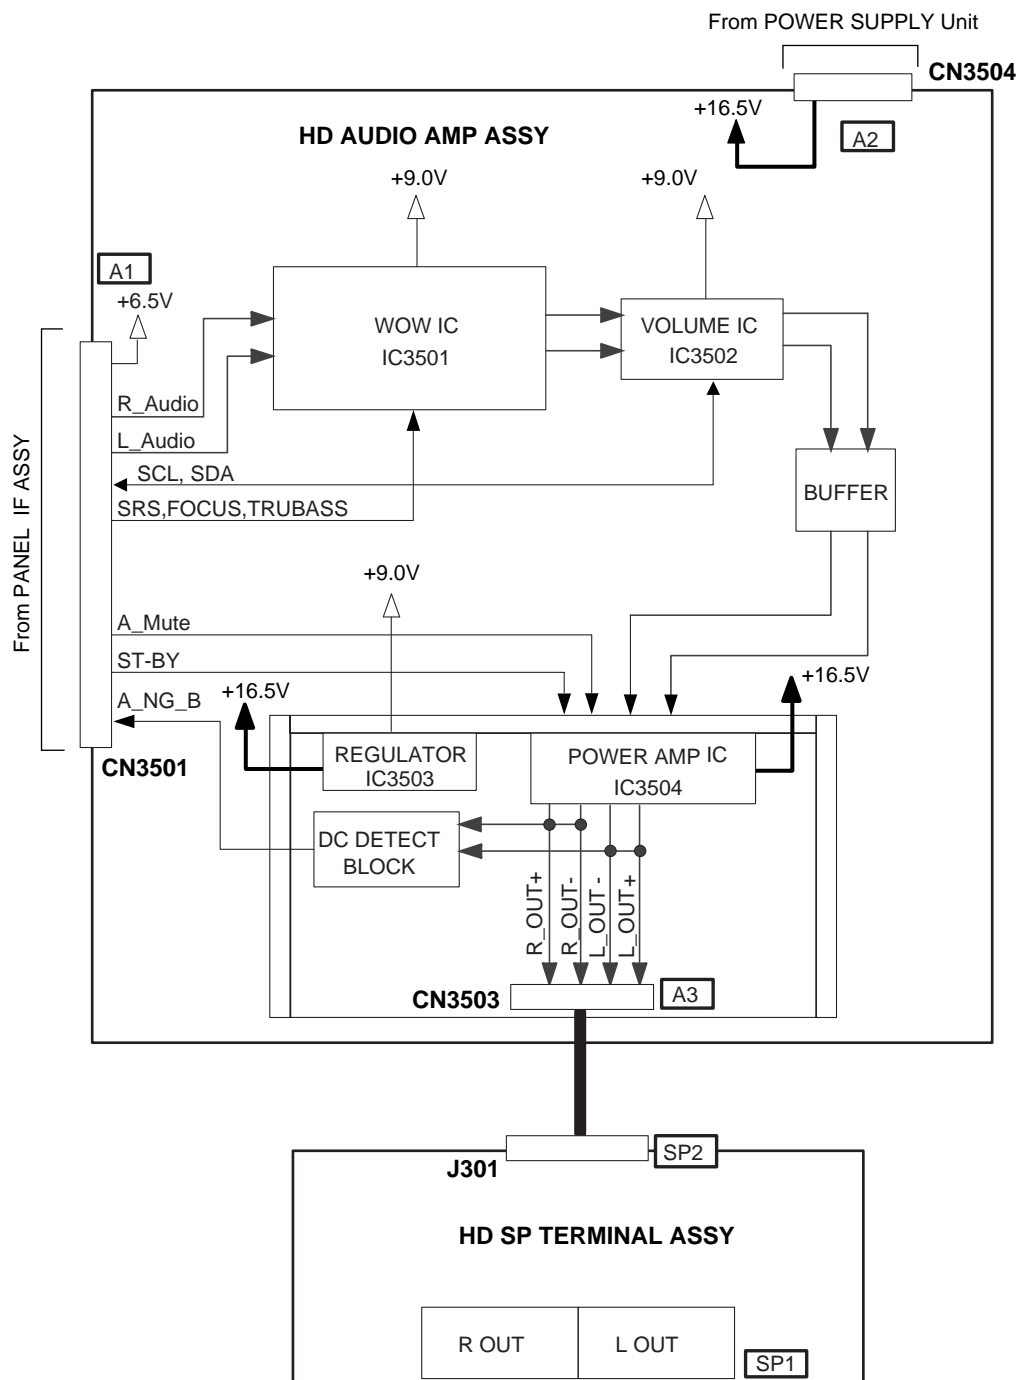 From POWER SUPPLY Unit
CN3504
+16.5V
A2
HD AUDIO AMP ASSY
+9.0V
+9.0V
A1
+6.5V
WOW IC
IC3501
VOLUME IC
IC3502
R_Audio
L_Audio
SCL, SDA
SRS,FOCUS,TRUBASS
BUFFER
From PANEL IF ASSY
+9.0V
A_Mute
ST-BY
A_NG_B
+16.5V
+16.5V
CN3501
REGULATOR
IC3503
POWER AMP IC
IC3504
DC DETECT
BLOCK
R_OUT+
R_OUT-
L_OUT -
L_OUT+
CN3503
A3
J301
SP2
HD SP TERMINAL ASSY
R OUT
L OUT
SP1